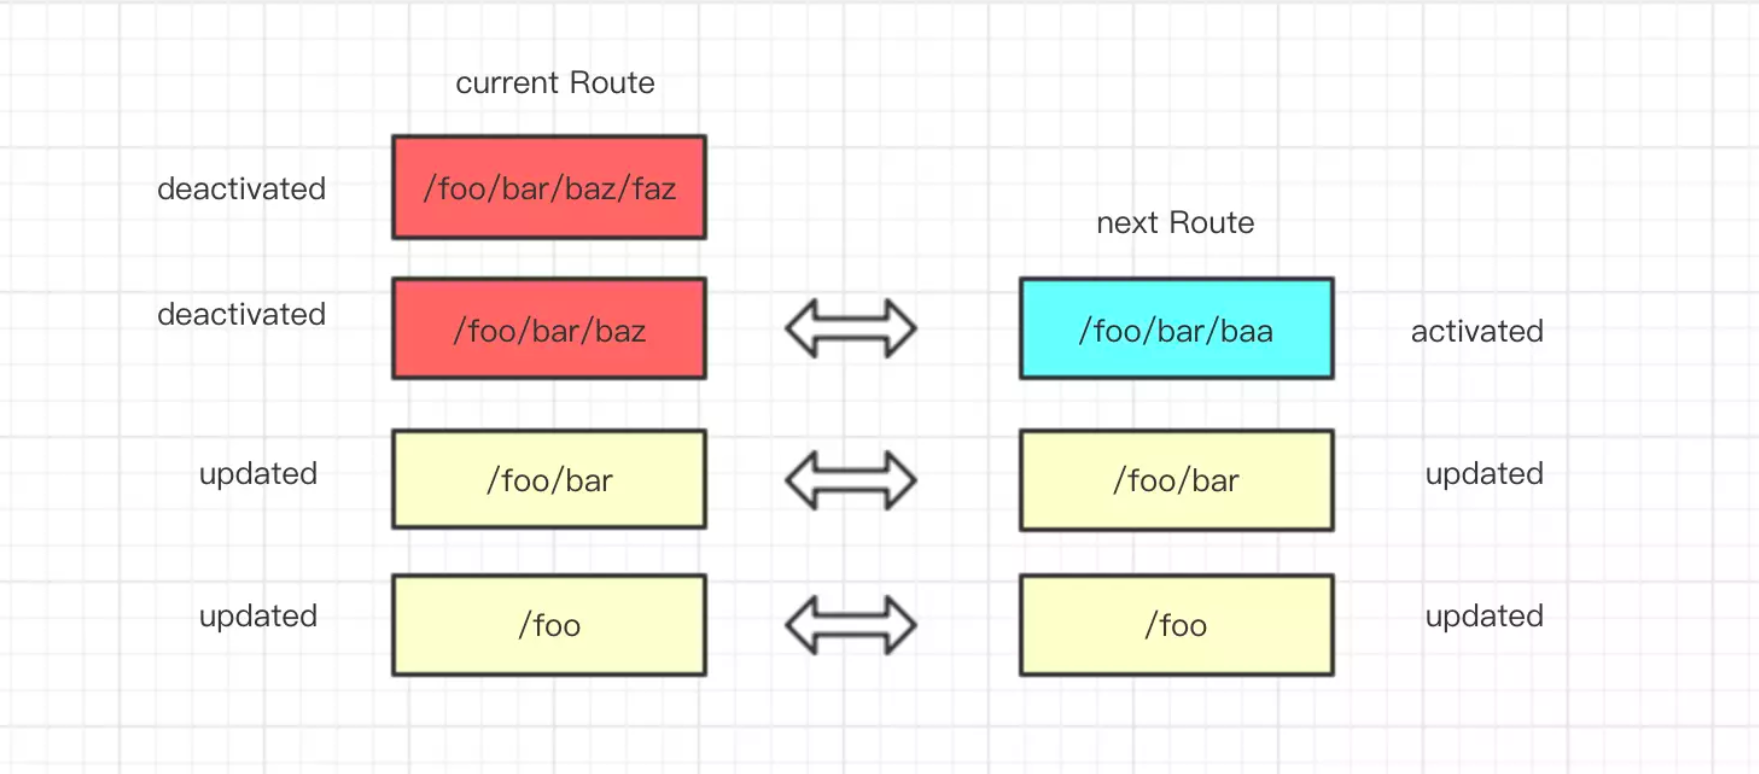 current Route
deactivated
/foo/bar/baz/faz
next Route
deactivated
/foo/bar/baz
/foo/bar/baa
activated
updated
/foo/bar
/foo/bar
updated
updated
/foo
/foo
updated